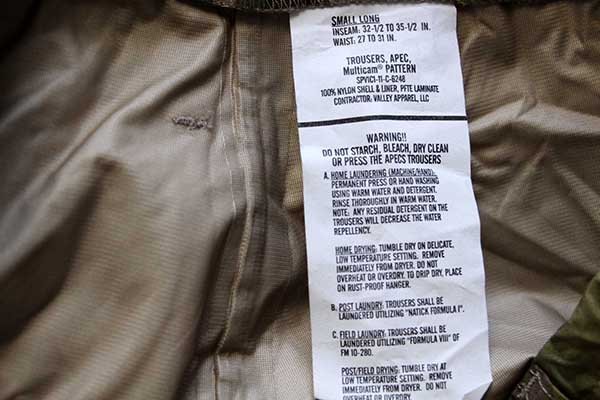 SMALL LONG
INSEAM: 32-1/2 TO 35-1/2 IN.
WAIST: 27 TO 31 IN.
TROUSERS, APEC,
Multicam® PATTERN
SPVIC1-11-C-6248
100% NYLON SHELL & LINER, PFTE LAMINATE
CONTRACTOR: VALLEY APPAREL, LLC
WARNING!!
DO NOT STARCH, BLEACH, DRY CLEAN
OR PRESS THE APECS TROUSERS
A. HOME LAUNDERING (MACHINE/HAND).
PERMANENT PRESS OR HAND WASHING
USING WARM WATER AND DETERGENT.
RINSE THOROUGHLY IN WARM WATER.
NOTE: ANY RESIDUAL DETERGENT ON THE
TROUSERS WILL DECREASE THE WATER
REPELLENCY.
HOME DRYING: TUMBLE DRY ON DELICATE,
LOW TEMPERATURE SETTING. REMOVE
IMMEDIATELY FROM DRYER. DO NOT
OVERHEAT OR OVERDRY. TO DRIP DRY, PLACE
ON RUST-PROOF HANGER.
B. POST LAUNDRY: TROUSERS SHALL BE
LAUNDERED UTILIZING "NATICK FORMULA I".
C. FIELD LAUNDRY: TROUSERS SHALL BE
LAUNDERED UTILIZING "FORMULA VIII" OF
FM 10-280.
POST/FIELD DRYING: TUMBLE DRY AT
LOW TEMPERATURE SETTING. REMOVE
IMMEDIATELY FROM DRYER. DO NOT
OVERHEAT OR OVERDRY.